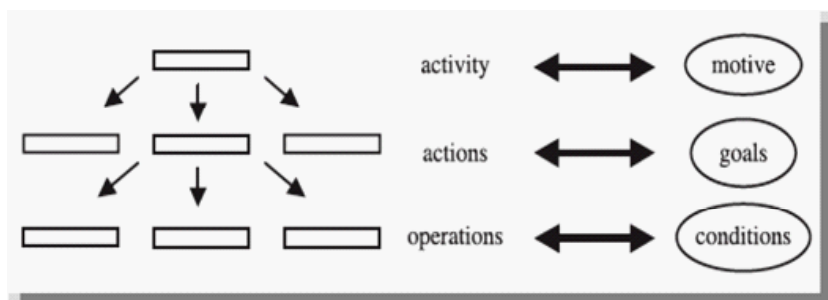 activity motive
actions goals
operations conditions